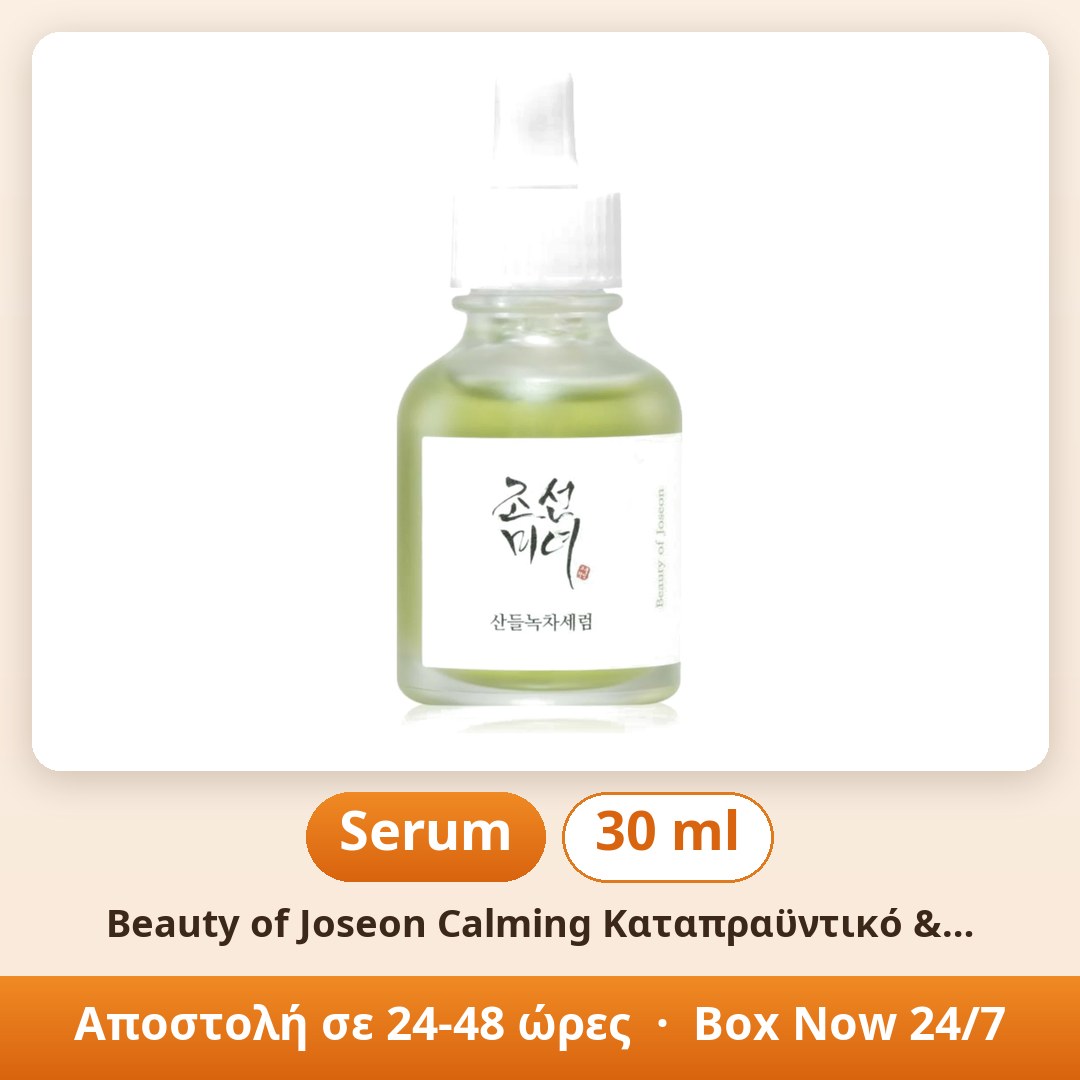 조선
미녀
산들녹차세럼
Beauty of Joseon
Serum
30 ml
Beauty of Joseon Calming Καταπραϋντικό &...
Αποστολή σε 24-48 ώρες · Box Now 24/7